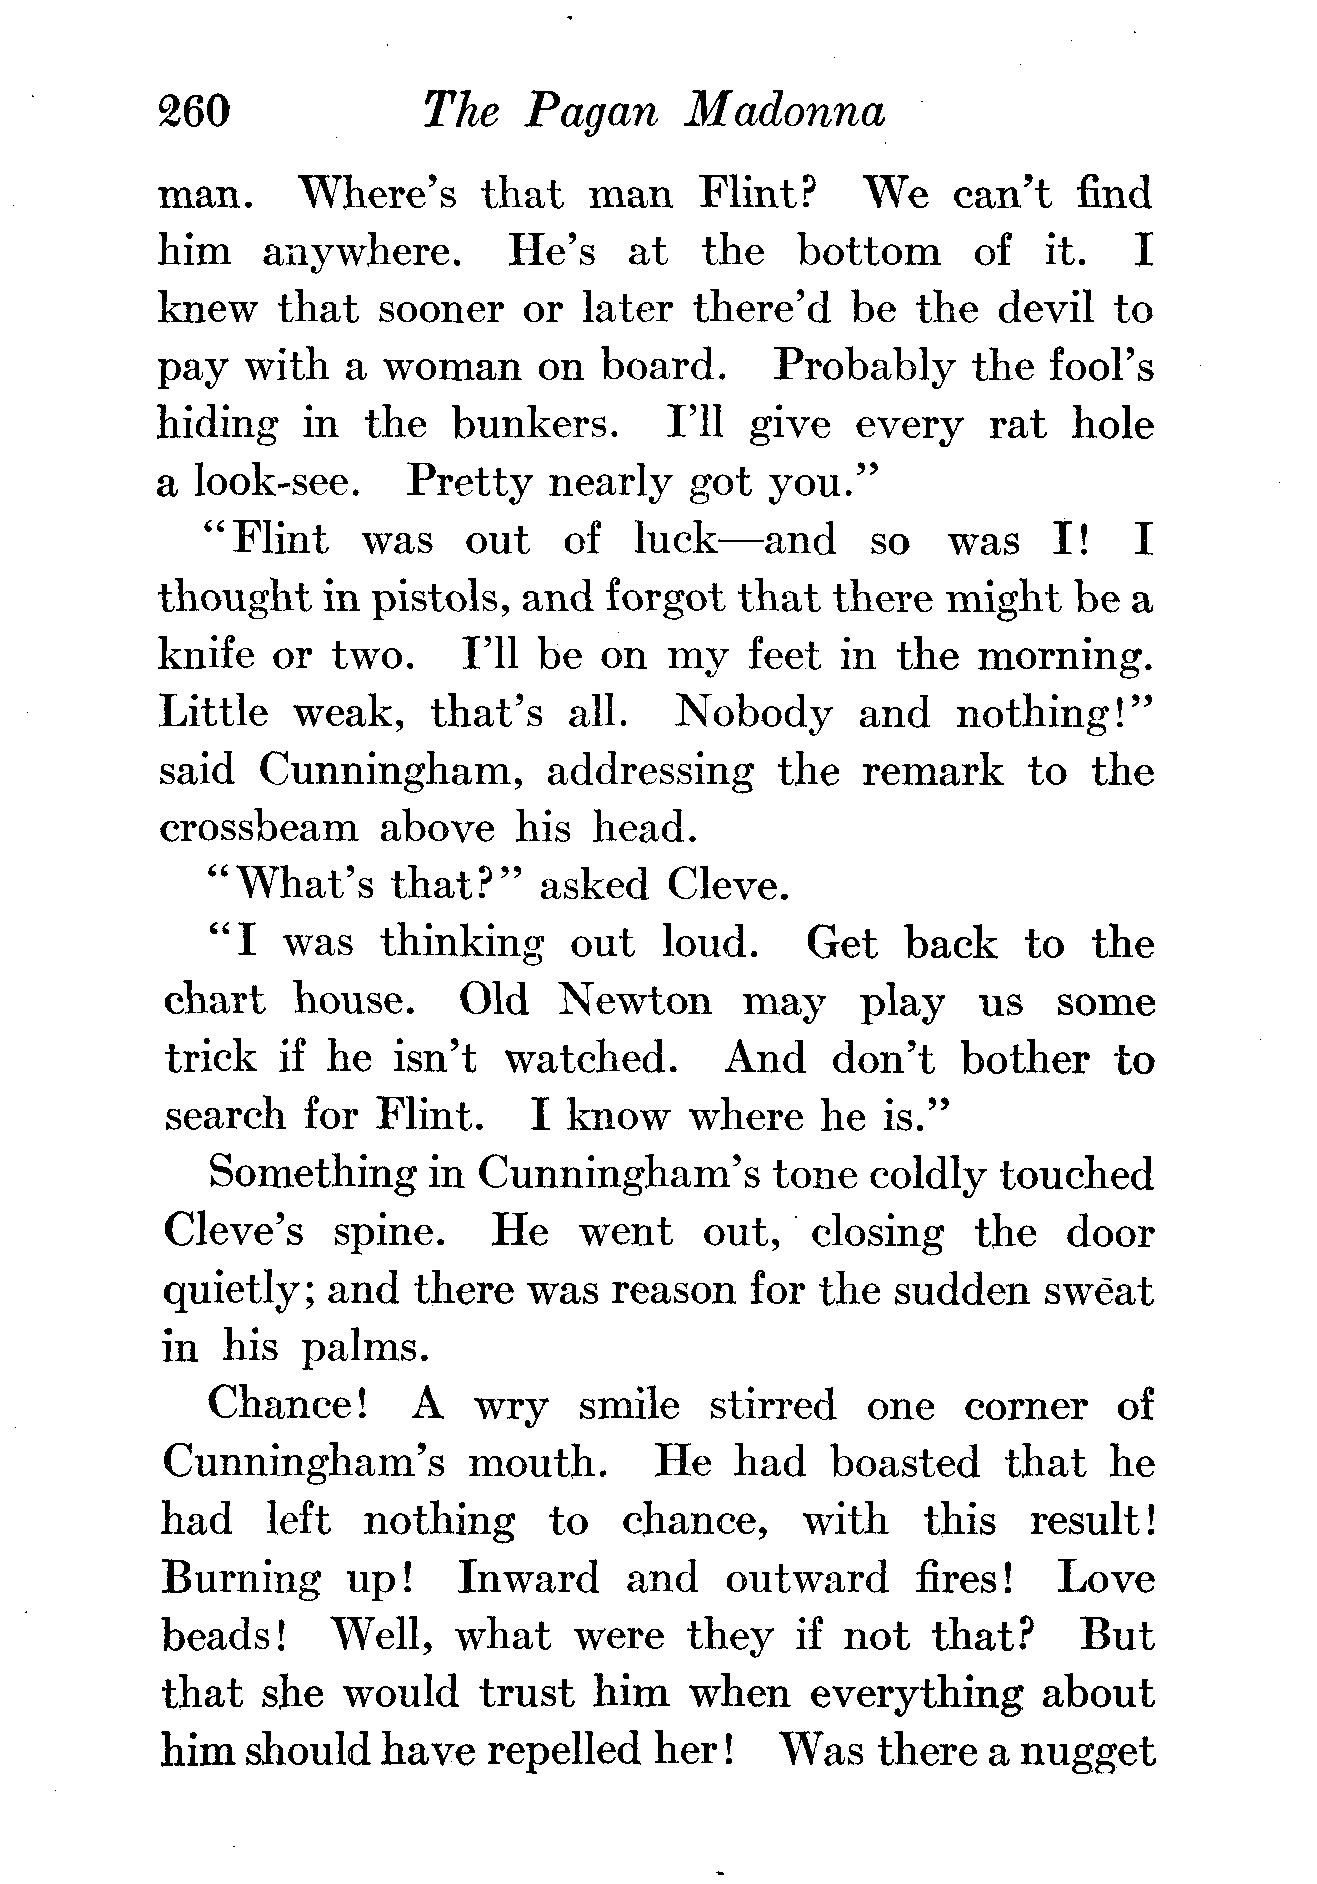 260 The Pagan Madonna
man. Where's that man Flint? We can't find
him anywhere. He's at the bottom of it. I
knew that sooner or later there'd be the devil to
pay with a woman on board. Probably the fool's
hiding in the bunkers. I'll give every rat hole
a look-see. Pretty nearly got you."
"Flint was out of luck—and so was I! I
thought in pistols, and forgot that there might be a
knife or two. I'll be on my feet in the morning.
Little weak, that's all. Nobody and nothing!"
said Cunningham, addressing the remark to the
crossbeam above his head.
"What's that?" asked Cleve.
"I was thinking out loud. Get back to the
chart house. Old Newton may play us some
trick if he isn't watched. And don't bother to
search for Flint. I know where he is."
Something in Cunningham's tone coldly touched
Cleve's spine. He went out, closing the door
quietly; and there was reason for the sudden sweat
in his palms.
Chance! A wry smile stirred one corner of
Cunningham's mouth. He had boasted that he
had left nothing to chance, with this result!
Burning up! Inward and outward fires! Love
beads! Well, what were they if not that? But
that she would trust him when everything about
him should have repelled her! Was there a nugget